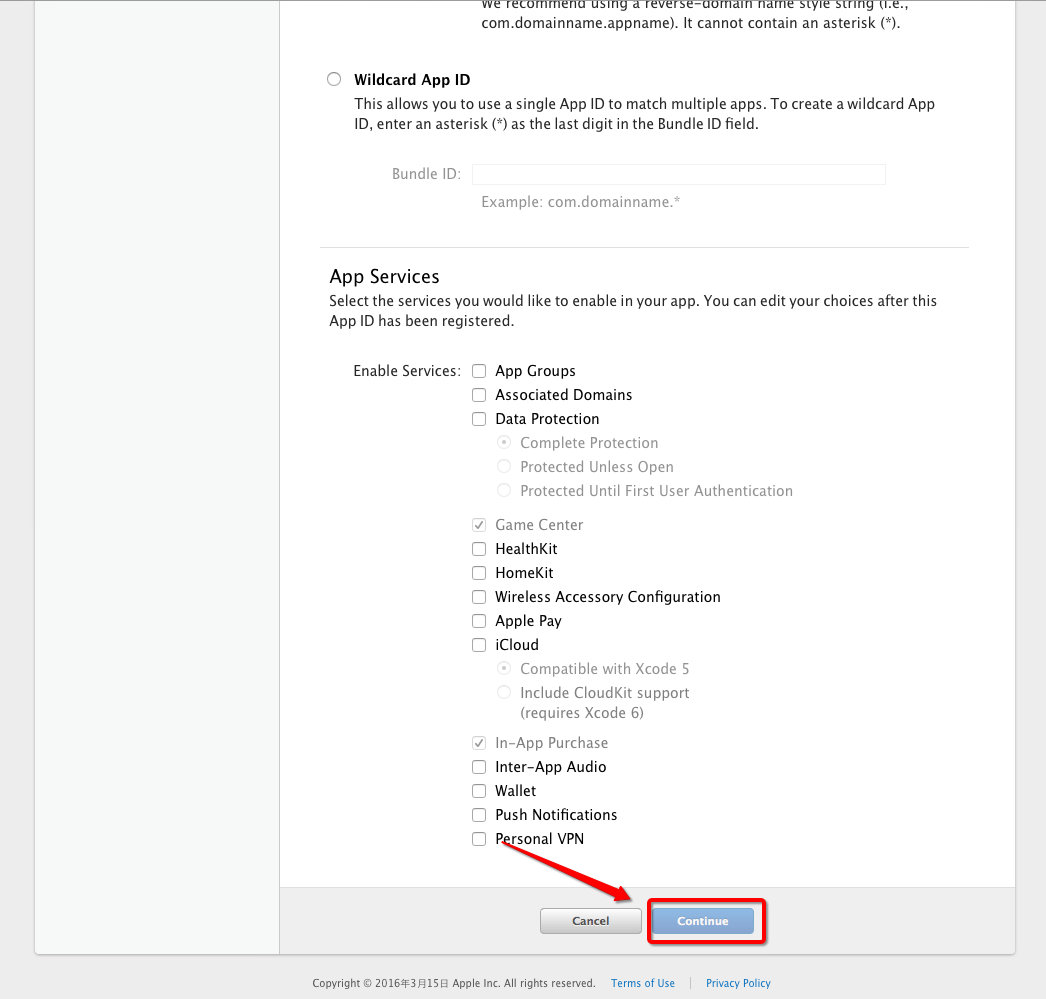 We recommend using a reverse-domain name style string (i.e.,
com.domainname.appname). It cannot contain an asterisk (*).
Wildcard App ID
This allows you to use a single App ID to match multiple apps. To create a wildcard App
ID, enter an asterisk (*) as the last digit in the Bundle ID field.
Bundle ID:
Example: com.domainname.*
App Services
Select the services you would like to enable in your app. You can edit your choices after this
App ID has been registered.
Enable Services: App Groups
Associated Domains
Data Protection
Complete Protection
Protected Unless Open
Protected Until First User Authentication
Game Center
HealthKit
HomeKit
Wireless Accessory Configuration
Apple Pay
iCloud
Compatible with Xcode 5
Include CloudKit support
(requires Xcode 6)
In-App Purchase
Inter-App Audio
Wallet
Push Notifications
Personal VPN
Cancel Continue
Copyright © 2016年3月15日 Apple Inc. All rights reserved. Terms of Use Privacy Policy